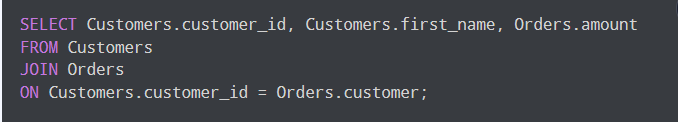 SELECT Customers.customer_id, Customers.first_name, Orders.amount
FROM Customers
JOIN Orders
ON Customers.customer_id = Orders.customer;